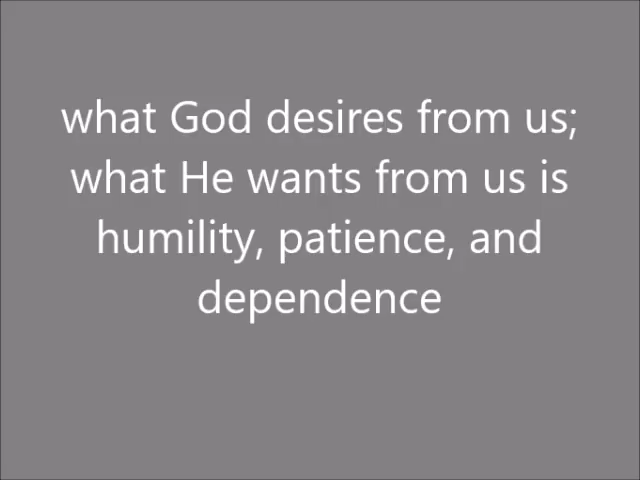 what God desires from us;
what He wants from us is
humility, patience, and
dependence